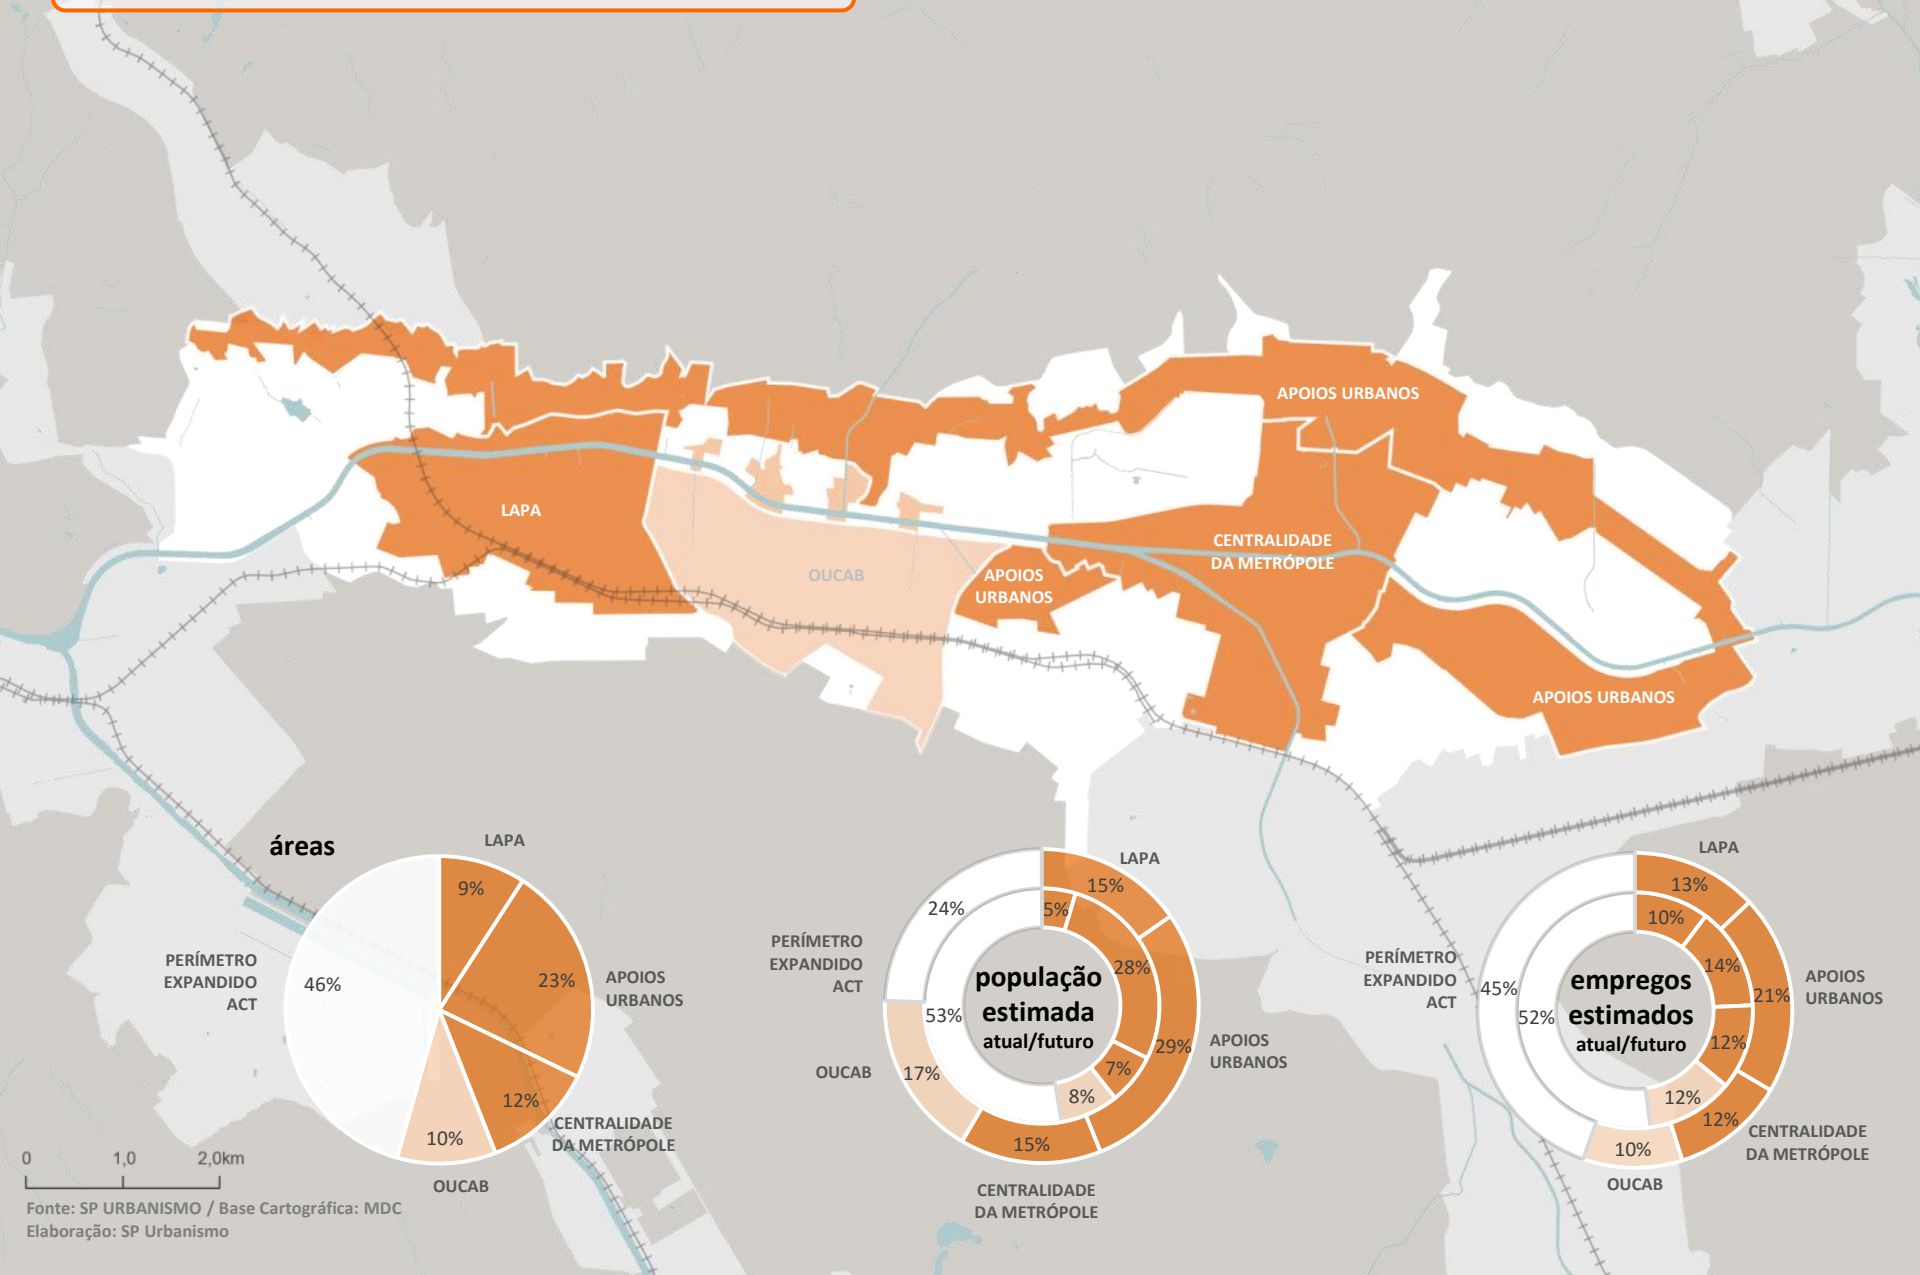 APOIOS URBANOS
LAPA
CENTRALIDADE
DA METRÓPOLE
OUCAB
APOIOS
URBANOS
APOIOS URBANOS
áreas
LAPA
9%
APOIOS
URBANOS
23%
CENTRALIDADE
DA METRÓPOLE
12%
OUCAB
10%
PERÍMETRO
EXPANDIDO
ACT
46%
0 1,0 2,0km
Fonte: SP URBANISMO / Base Cartográfica: MDC
Elaboração: SP Urbanismo
população
estimada
atual/futuro
LAPA
15%
5%
APOIOS
URBANOS
29%
28%
CENTRALIDADE
DA METRÓPOLE
15%
7%
OUCAB
17%
8%
PERÍMETRO
EXPANDIDO
ACT
24%
53%
empregos
estimados
atual/futuro
LAPA
13%
10%
APOIOS
URBANOS
21%
14%
CENTRALIDADE
DA METRÓPOLE
12%
12%
OUCAB
10%
12%
PERÍMETRO
EXPANDIDO
ACT
45%
52%